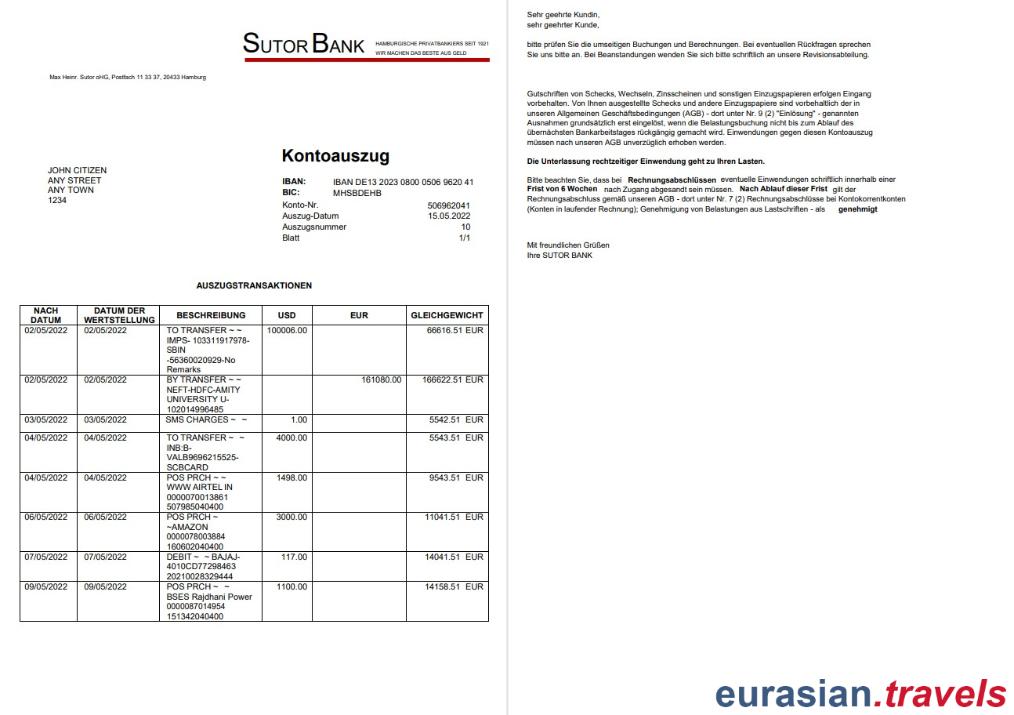 SUTOR BANK
HAMBURGISCHE PRIVATBANKIERS SEIT 1921
WIR MACHEN DAS BESTE AUS GELD
Max Heinr. Sutor oHG, Postfach 11 33 37, 20433 Hamburg
Kontoauszug
JOHN CITIZEN
ANY STREET
ANY TOWN
1234
IBAN: IBAN DE13 2023 0800 0506 9620 41
BIC: MHSBDEHB
Konto-Nr. 506962041
Auszug-Datum 15.05.2022
Auszugsnummer 10
Blatt 1/1
AUSZUGSTRANSAKTIONEN
NACH DATUM DATUM DER WERTSTELLUNG BESCHREIBUNG USD EUR GLEICHGEWICHT
02/05/2022 02/05/2022 TO TRANSFER ~ ~ 100006.00 66616.51 EUR
IMPS- 103311917978-
SBIN
-56360020929-No
Remarks
02/05/2022 02/05/2022 BY TRANSFER ~ ~ 161080.00 166622.51 EUR
NEFT-HDFC-AMITY
UNIVERSITY U-
102014996485
03/05/2022 03/05/2022 SMS CHARGES ~ ~ 1.00 5542.51 EUR
04/05/2022 04/05/2022 TO TRANSFER ~ ~ 4000.00 5543.51 EUR
INB:B-
VALB9696215525-
SCBCARD
04/05/2022 04/05/2022 POS PRCH ~ ~ 1498.00 9543.51 EUR
WWW AIRTEL IN
0000070013861
507985040400
06/05/2022 06/05/2022 POS PRCH ~ 3000.00 11041.51 EUR
~AMAZON
0000078003884
160602040400
07/05/2022 07/05/2022 DEBIT ~ ~ BAJAJ- 117.00 14041.51 EUR
4010CD77298463
20210028329444
09/05/2022 09/05/2022 POS PRCH ~ ~ 1100.00 14158.51 EUR
BSES Rajdhani Power
0000087014954
151342040400
Sehr geehrte Kundin,
sehr geehrter Kunde,
bitte prüfen Sie die umseitigen Buchungen und Berechnungen. Bei eventuellen Rückfragen sprechen
Sie uns bitte an. Bei Beanstandungen wenden Sie sich bitte schriftlich an unsere Revisionsabteilung.
Gutschriften von Schecks, Wechseln, Zinsscheinen und sonstigen Einzugspapieren erfolgen Eingang
vorbehalten. Von Ihnen ausgestellte Schecks und andere Einzugspapiere sind vorbehaltlich der in
unseren Allgemeinen Geschäftsbedingungen (AGB) - dort unter Nr. 9 (2) "Einlösung" - genannten
Ausnahmen grundsätzlich erst eingelöst, wenn die Belastungsbuchung nicht bis zum Ablauf des
übernächsten Bankarbeitstages rückgängig gemacht wird. Einwendungen gegen diesen Kontoauszug
müssen nach unseren AGB unverzüglich erhoben werden.
Die Unterlassung rechtzeitiger Einwendung geht zu Ihren Lasten.
Bitte beachten Sie, dass bei Rechnungsabschlüssen eventuelle Einwendungen schriftlich innerhalb einer
Frist von 6 Wochen nach Zugang abgesandt sein müssen. Nach Ablauf dieser Frist gilt der
Rechnungsabschluss gemäß unseren AGB - dort unter Nr. 7 (2) Rechnungsabschlüsse bei Kontokorrentkonten
(Konten in laufender Rechnung); Genehmigung von Belastungen aus Lastschriften - als genehmigt
Mit freundlichen Grüßen
Ihre SUTOR BANK
eurasian.travels